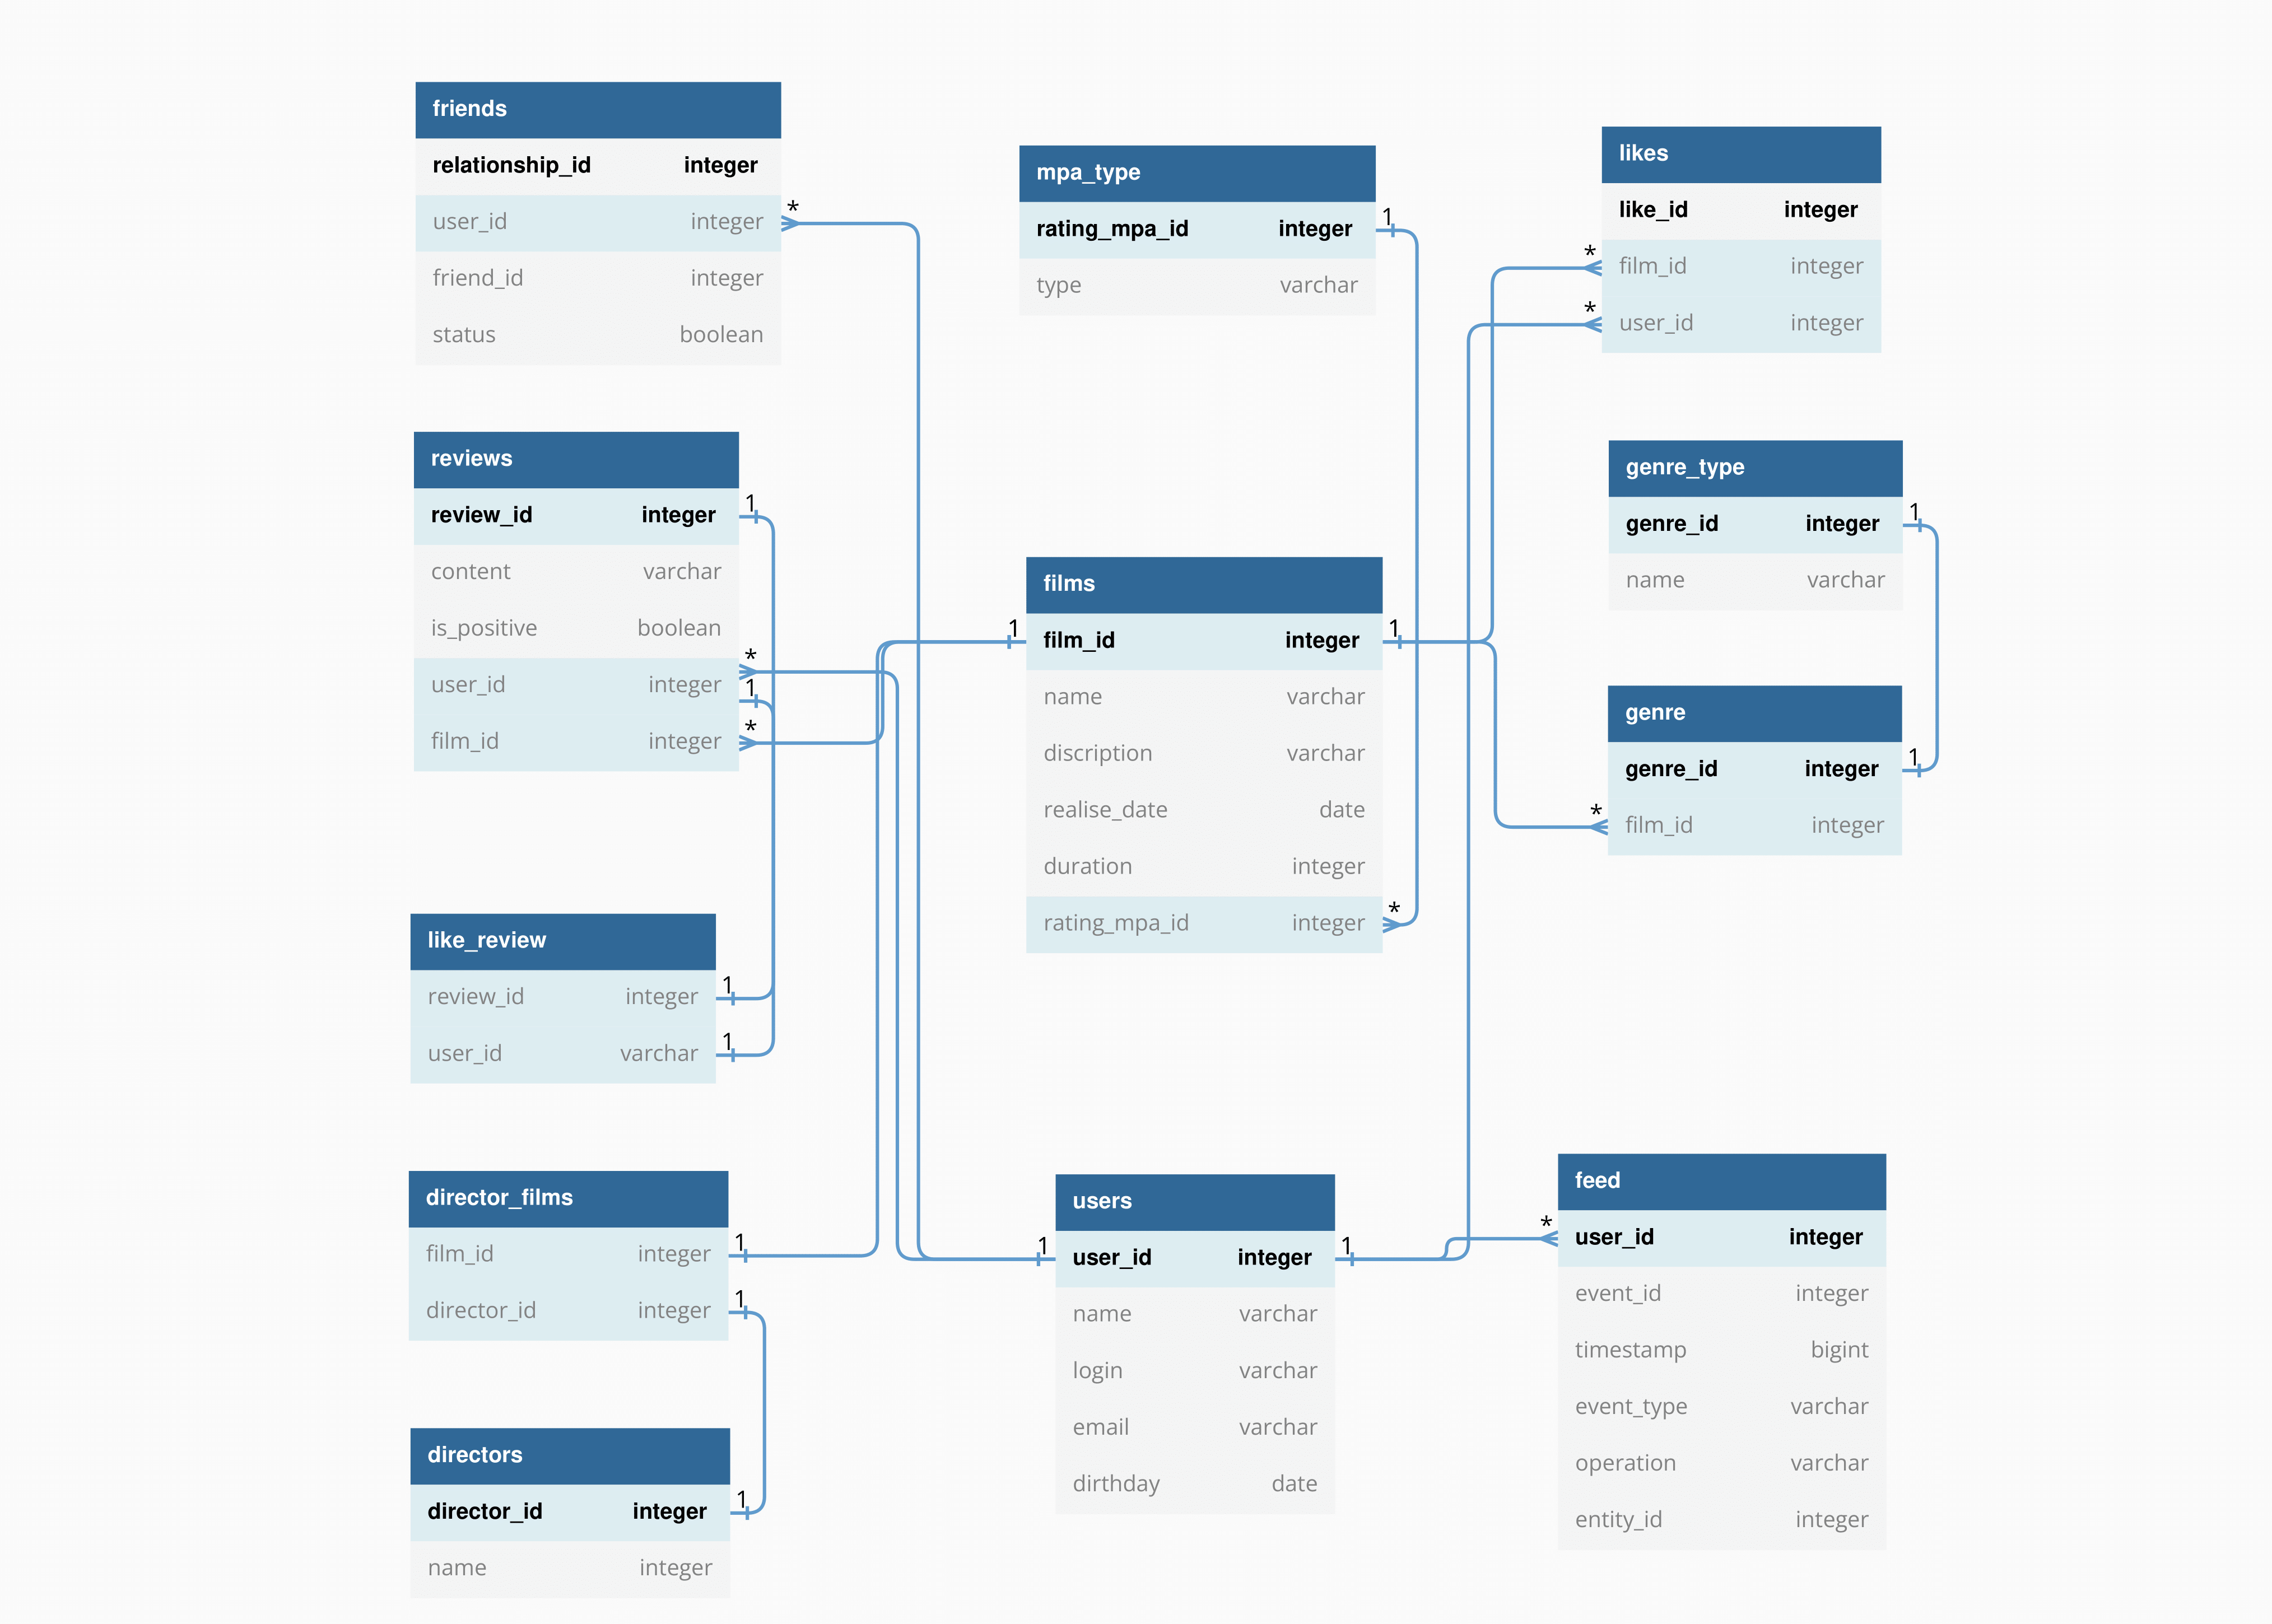 friends
relationship_id integer
user_id integer
friend_id integer
status boolean
*
mpa_type
rating_mpa_id integer
type varchar
1
likes
like_id integer
film_id integer
user_id integer
*
*
reviews
review_id integer
content varchar
is_positive boolean
user_id integer
film_id integer
1
*
1
*
genre_type
genre_id integer
name varchar
1
films
film_id integer
name varchar
discription varchar
realise_date date
duration integer
rating_mpa_id integer
1
1
*
genre
genre_id integer
film_id integer
1
*
like_review
review_id integer
user_id varchar
1
1
director_films
film_id integer
director_id integer
1
1
users
user_id integer
name varchar
login varchar
email varchar
dirthday date
1
1
feed
user_id integer
event_id integer
timestamp bigint
event_type varchar
operation varchar
entity_id integer
*
directors
director_id integer
name integer
1